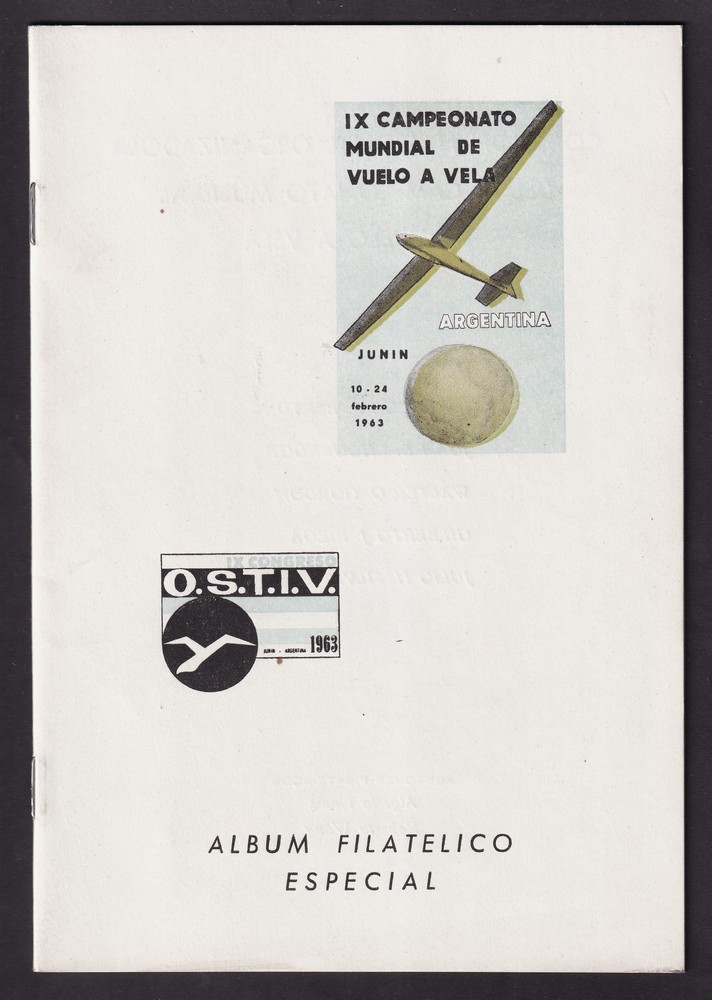 IX CAMPEONATO
MUNDIAL DE
VUELO A VELA
ARGENTINA
JUNIN
10 - 24
febrero
1963
IX CONGRESO
O.S.T.I.V.
JUNIN - ARGENTINA 1963
ALBUM FILATELICO
ESPECIAL